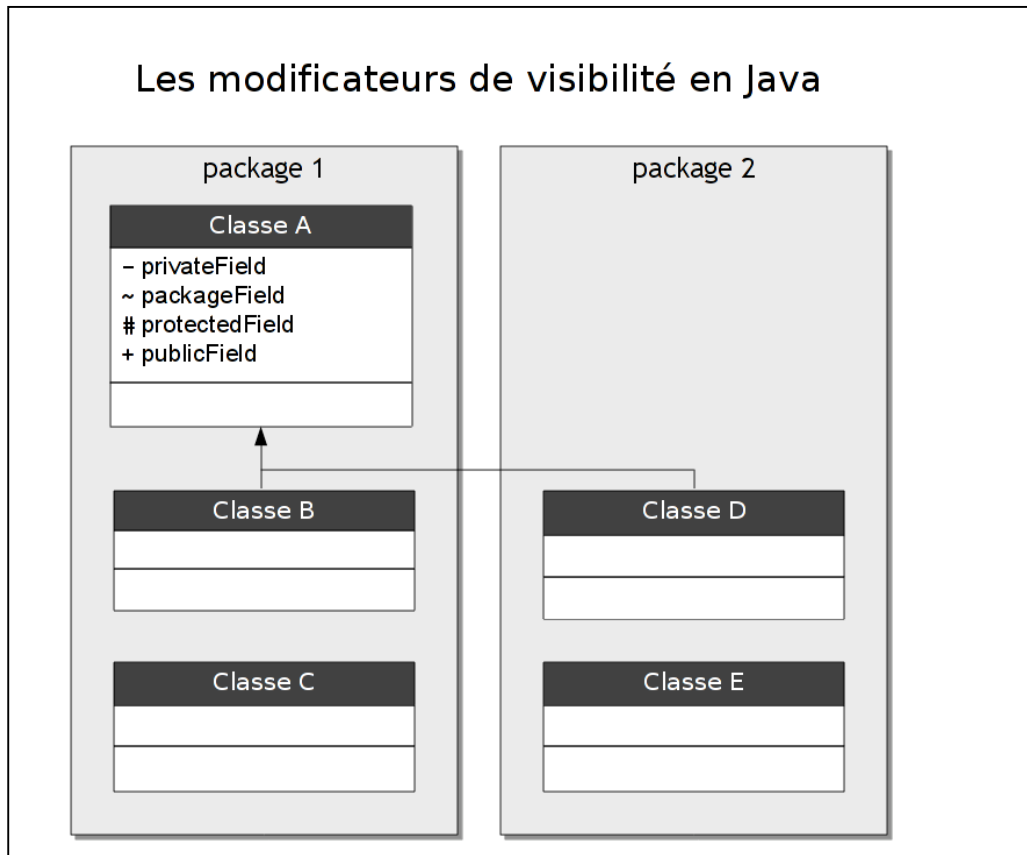 Les modificateurs de visibilité en Java
package 1
Classe A
- privateField
~ packageField
# protectedField
+ publicField
Classe B
Classe C
package 2
Classe D
Classe E